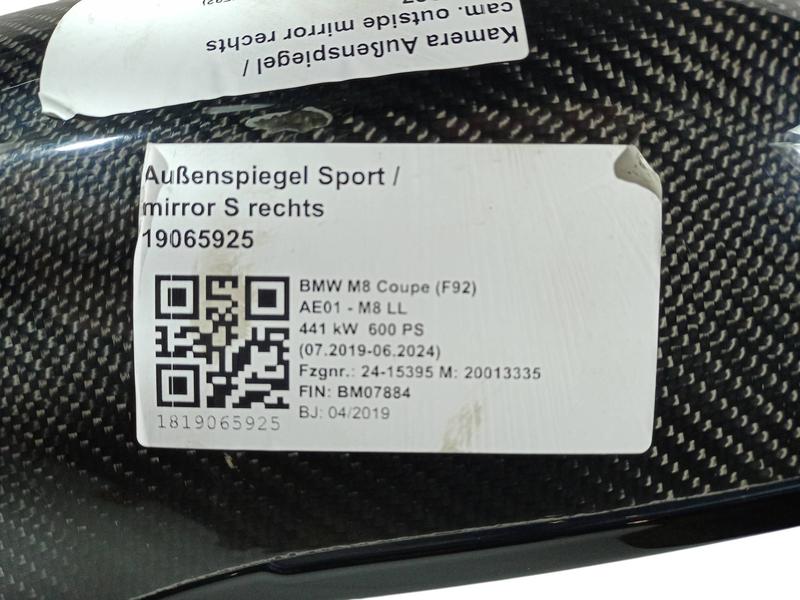 Kamera Außenspiegel /
cam. outside mirror rechts
Außenspiegel Sport /
mirror S rechts
19065925
BMW M8 Coupe (F92)
AE01 - M8 LL
441 kW 600 PS
(07.2019-06.2024)
Fzgnr.: 24-15395 M: 20013335
FIN: BM07884
BJ: 04/2019
1819065925